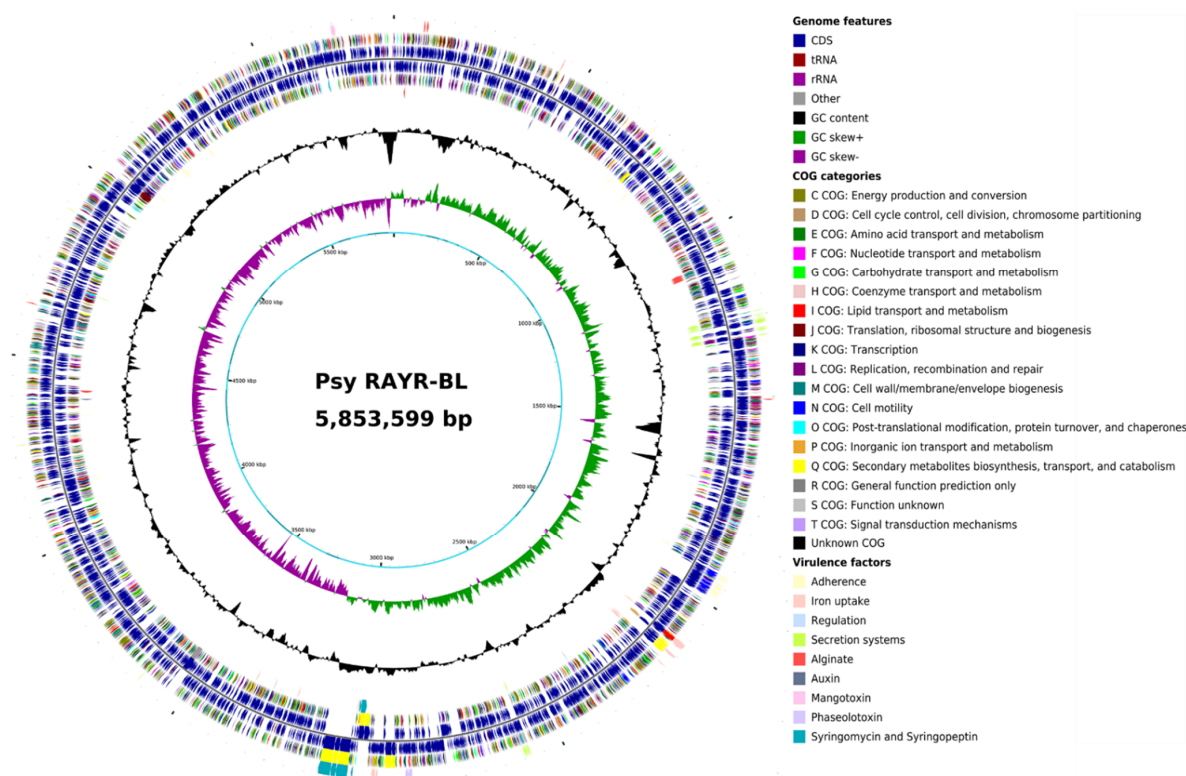 Psy RAYR-BL
5,853,599 bp
500 kbp
1000 kbp
1500 kbp
2000 kbp
2500 kbp
3000 kbp
3500 kbp
4000 kbp
4500 kbp
5000 kbp
5500 kbp
Genome features
CDS
tRNA
rRNA
Other
GC content
GC skew+
GC skew-
COG categories
C COG: Energy production and conversion
D COG: Cell cycle control, cell division, chromosome partitioning
E COG: Amino acid transport and metabolism
F COG: Nucleotide transport and metabolism
G COG: Carbohydrate transport and metabolism
H COG: Coenzyme transport and metabolism
I COG: Lipid transport and metabolism
J COG: Translation, ribosomal structure and biogenesis
K COG: Transcription
L COG: Replication, recombination and repair
M COG: Cell wall/membrane/envelope biogenesis
N COG: Cell motility
O COG: Post-translational modification, protein turnover, and chaperones
P COG: Inorganic ion transport and metabolism
Q COG: Secondary metabolites biosynthesis, transport, and catabolism
R COG: General function prediction only
S COG: Function unknown
T COG: Signal transduction mechanisms
Unknown COG
Virulence factors
Adherence
Iron uptake
Regulation
Secretion systems
Alginate
Auxin
Mangotoxin
Phaseolotoxin
Syringomycin and Syringopeptin